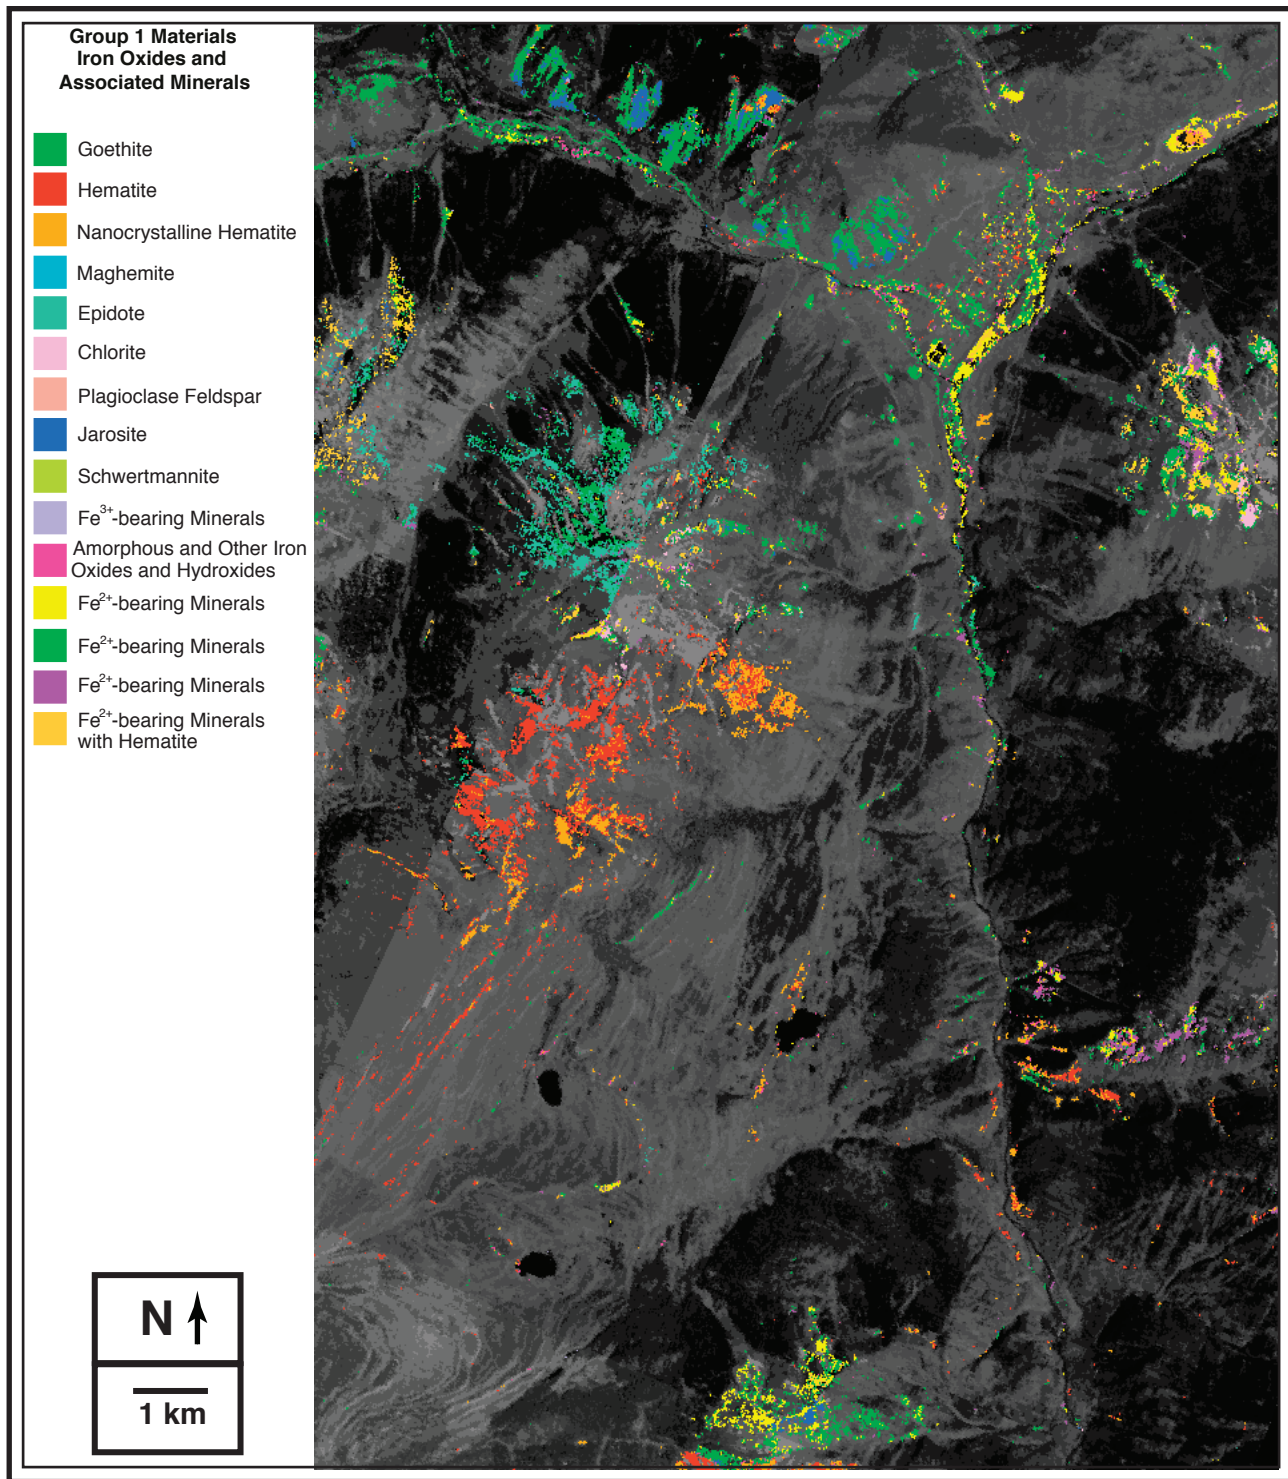 Group 1 Materials
Iron Oxides and
Associated Minerals
Goethite
Hematite
Nanocrystalline Hematite
Maghemite
Epidote
Chlorite
Plagioclase Feldspar
Jarosite
Schwertmannite
Fe³⁺-bearing Minerals
Amorphous and Other Iron
Oxides and Hydroxides
Fe²⁺-bearing Minerals
Fe²⁺-bearing Minerals
Fe²⁺-bearing Minerals
Fe²⁺-bearing Minerals
with Hematite
N
1 km